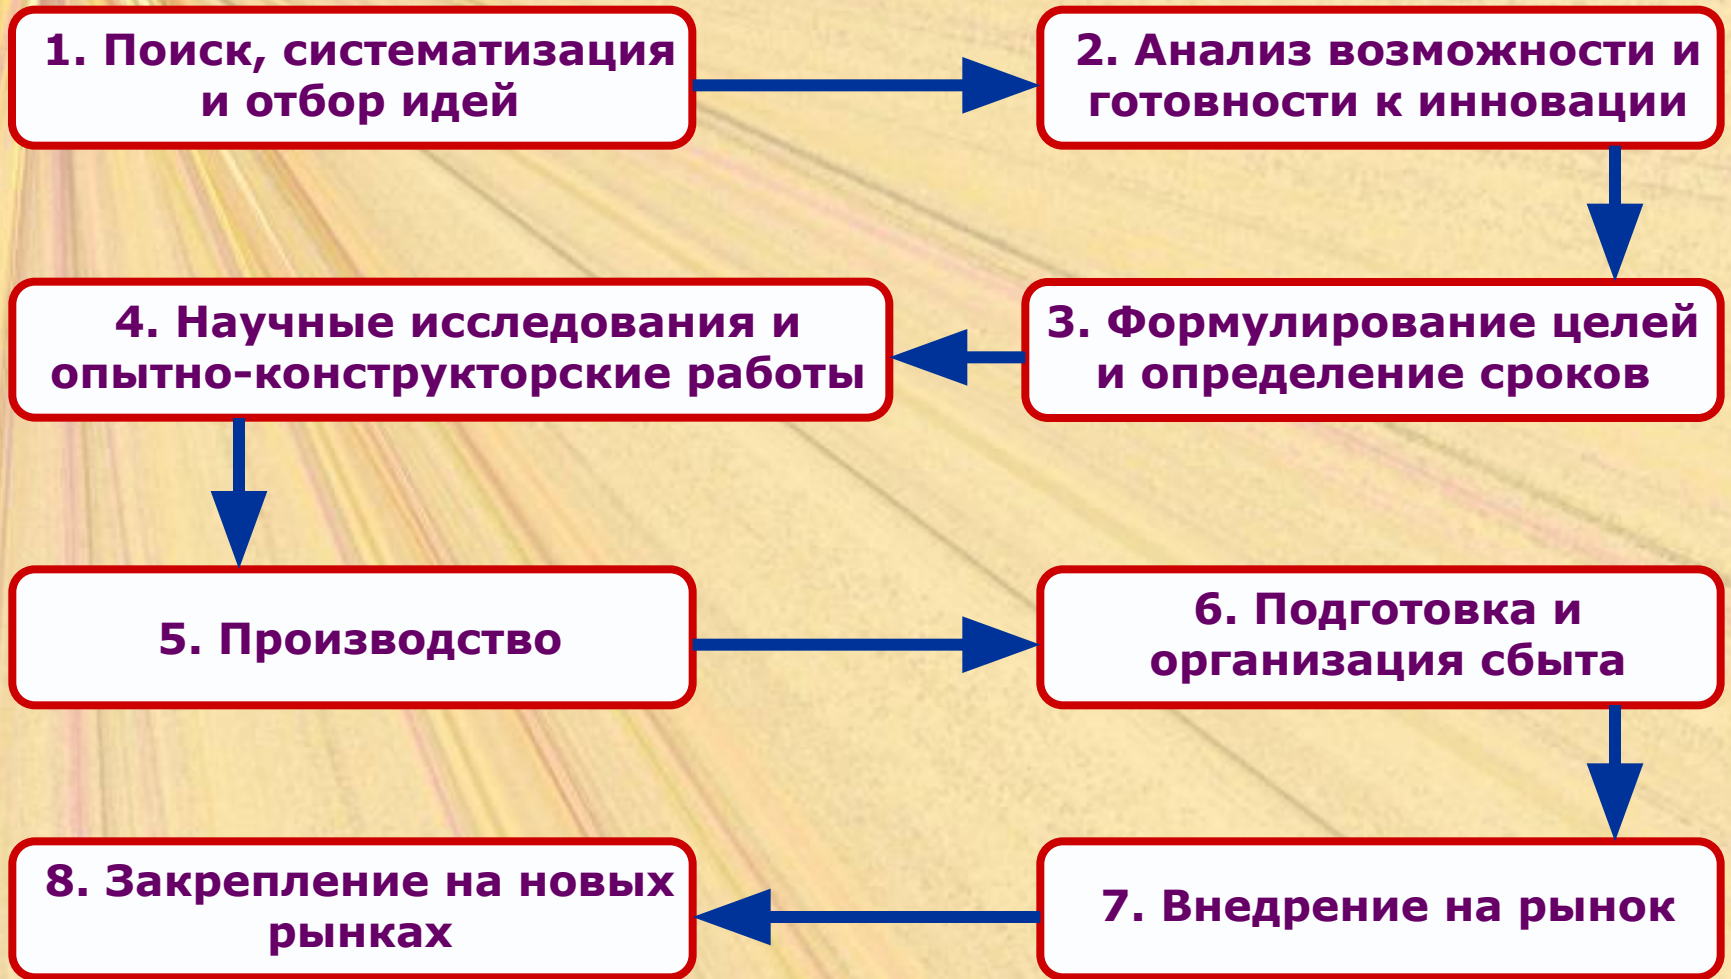 1. Поиск, систематизация
и отбор идей
2. Анализ возможности и
готовности к инновации
3. Формулирование целей
и определение сроков
4. Научные исследования и
опытно-конструкторские работы
5. Производство
6. Подготовка и
организация сбыта
7. Внедрение на рынок
8. Закрепление на новых
рынках